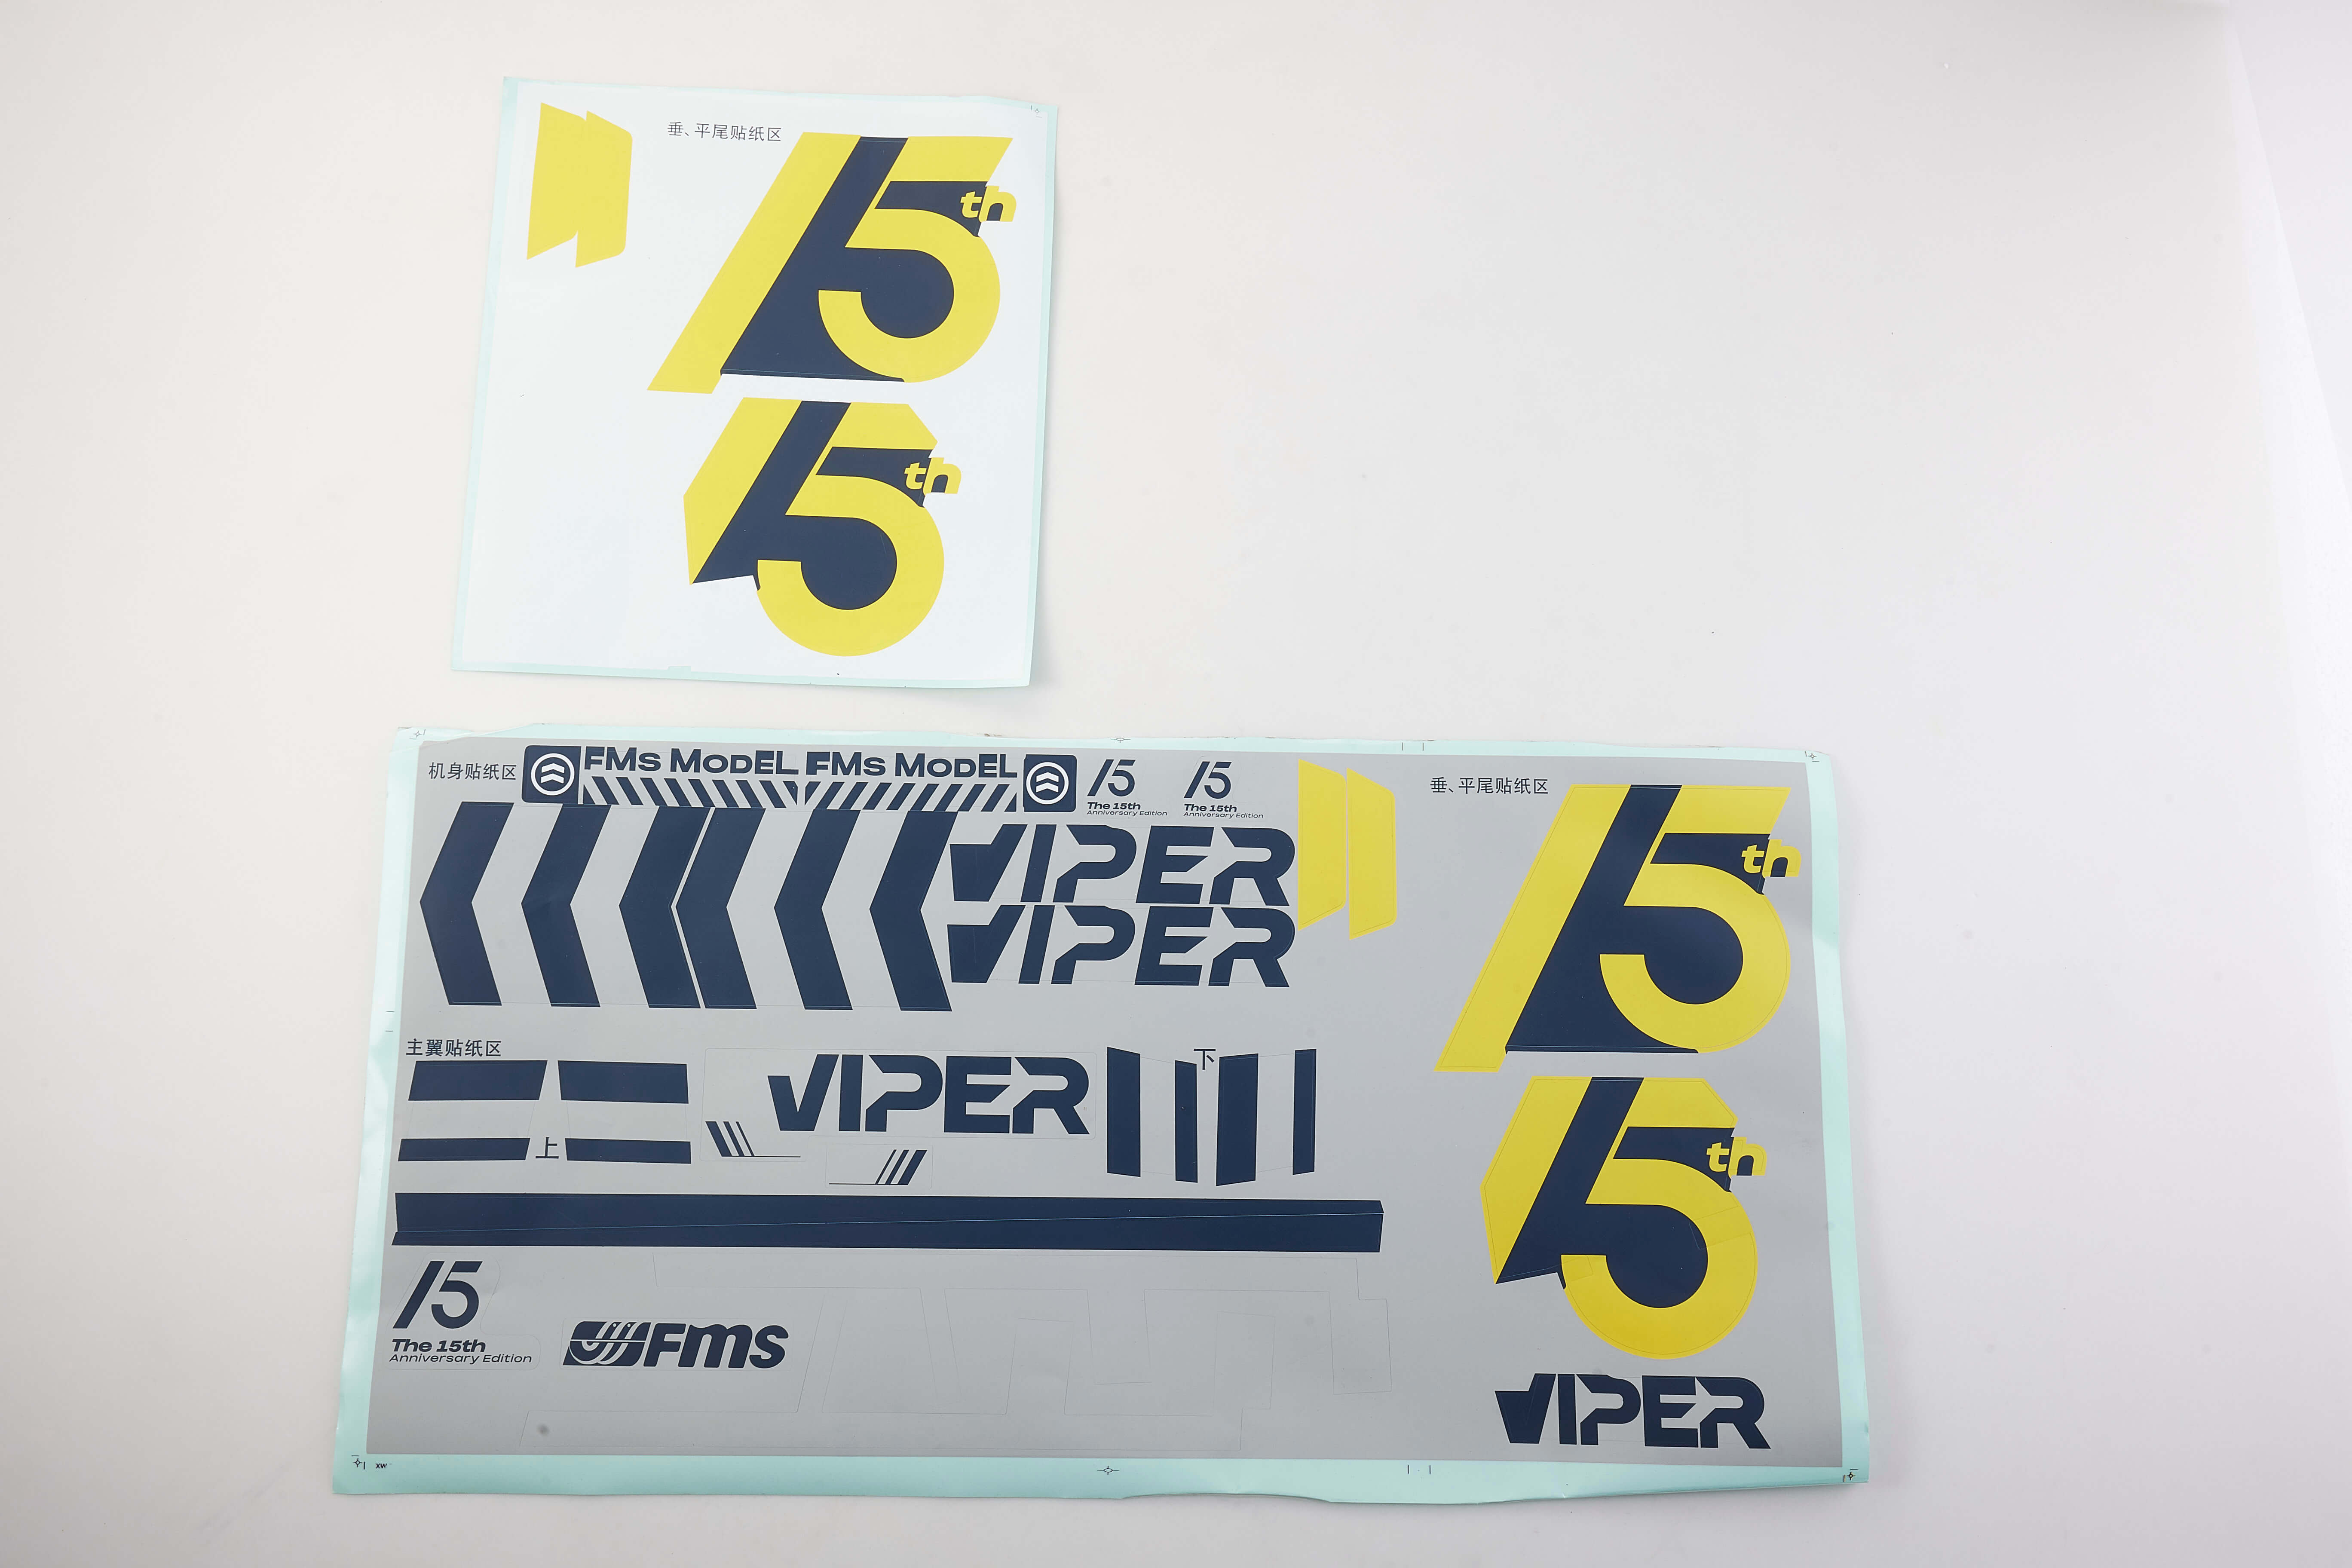 垂、平尾贴纸区
15th
15th
机身贴纸区
FMS MODEL
FMS MODEL
15
The 15th
Anniversary Edition
15
The 15th
Anniversary Edition
VIPER
VIPER
垂、平尾贴纸区
15th
15th
VIPER
主翼贴纸区
上
VIPER
下
15
The 15th
Anniversary Edition
Fms
XW